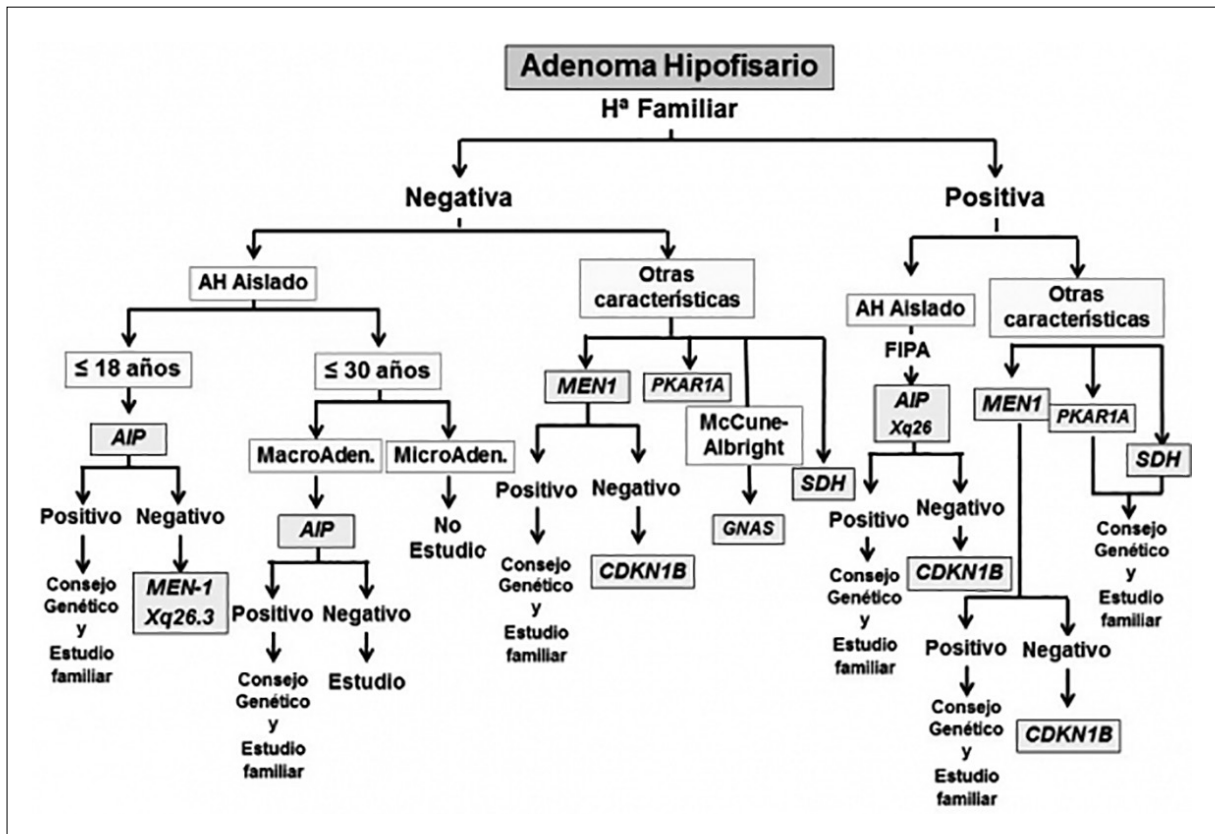 Adenoma Hipofisario
Hª Familiar
Negativa
Positiva
AH Aislado
Otras
características
AH Aislado
FIPA
Otras
características
≤ 18 años
≤ 30 años
AIP
Positivo
Negativo
Consejo
Genético
y
Estudio
familiar
MEN-1
Xq26.3
MacroAden.
MicroAden.
AIP
No
Estudio
Positivo
Negativo
Consejo
Genético
y
Estudio
familiar
Estudio
MEN1
PKAR1A
McCune-
Albright
SDH
GNAS
Positivo
Negativo
Consejo
Genético
y
Estudio
familiar
CDKN1B
AIP
Xq26
Positivo
Negativo
Consejo
Genético
y
Estudio
familiar
CDKN1B
MEN1
PKAR1A
SDH
Consejo
Genético
y
Estudio
familiar
Positivo
Negativo
Consejo
Genético
y
Estudio
familiar
CDKN1B